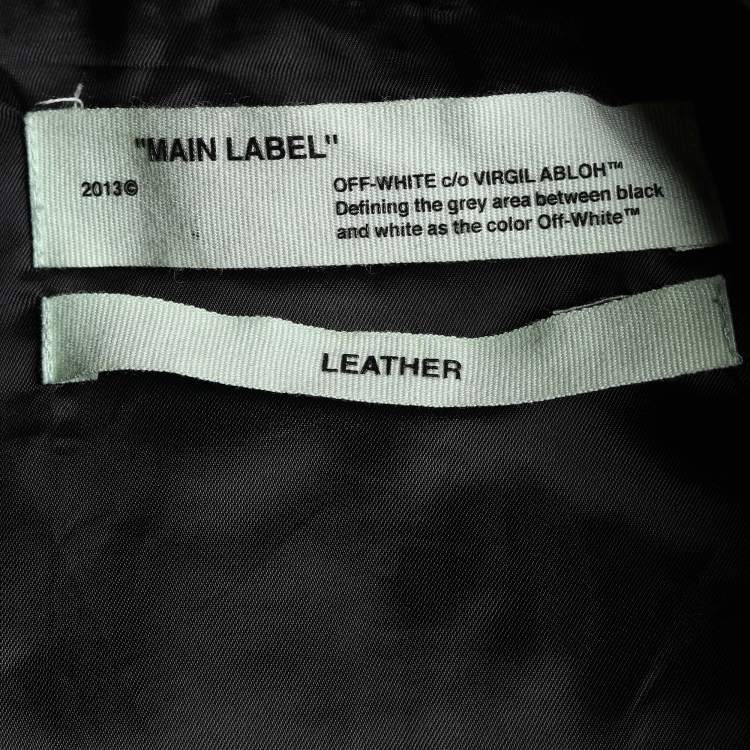 "MAIN LABEL"
2013©
OFF-WHITE c/o VIRGIL ABLOH™
Defining the grey area between black
and white as the color Off-White™
LEATHER